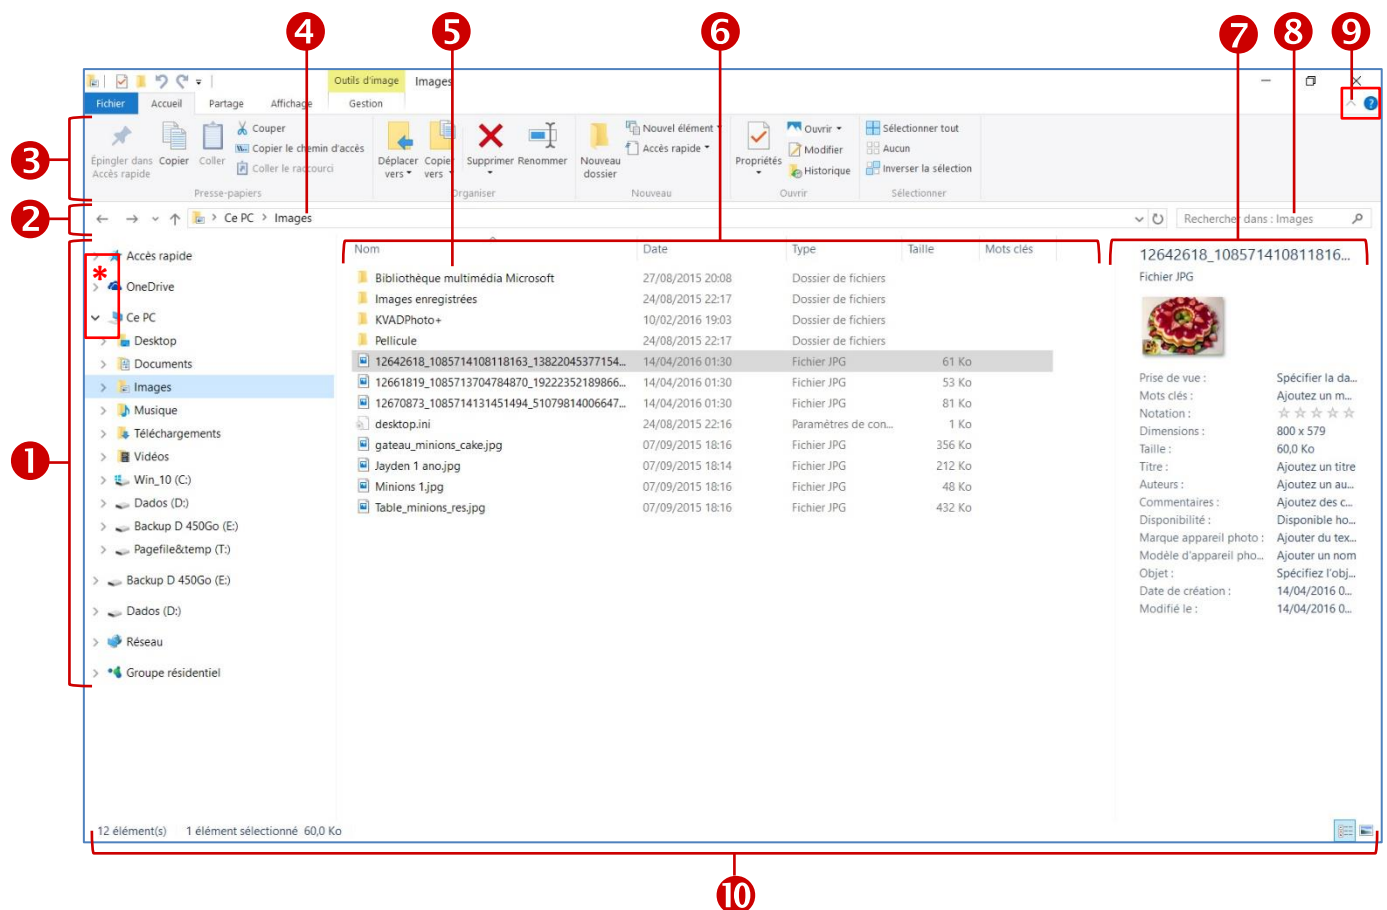 4 5 6 7 8 9
Outils d'image Images
Fichier Accueil Partage Affichage Gestion
3
Épingler dans Accès rapide
Copier
Coller
Couper
Copier le chemin d'accès
Coller le raccourci
Presse-papiers
Déplacer vers
Copier vers
Supprimer
Renommer
Organiser
Nouveau dossier
Nouvel élément
Accès rapide
Nouveau
Propriétés
Ouvrir
Modifier
Historique
Ouvrir
Sélectionner tout
Aucun
Inverser la sélection
Sélectionner
2
Ce PC > Images
Rechercher dans : Images
1
*
Accès rapide
OneDrive
Ce PC
Desktop
Documents
Images
Musique
Téléchargements
Vidéos
Win_10 (C:)
Dados (D:)
Backup D 450Go (E:)
Pagefile&temp (T:)
Backup D 450Go (E:)
Dados (D:)
Réseau
Groupe résidentiel
Nom Date Type Taille Mots clés
Bibliothèque multimédia Microsoft 27/08/2015 20:08 Dossier de fichiers
Images enregistrées 24/08/2015 22:17 Dossier de fichiers
KVADPhoto+ 10/02/2016 19:03 Dossier de fichiers
Pellicule 24/08/2015 22:17 Dossier de fichiers
12642618_1085714108118163_13822045377154... 14/04/2016 01:30 Fichier JPG 61 Ko
12661819_1085713704784870_19222352189866... 14/04/2016 01:30 Fichier JPG 53 Ko
12670873_1085714131451494_51079814006647... 14/04/2016 01:30 Fichier JPG 81 Ko
desktop.ini 24/08/2015 22:16 Paramètres de con... 1 Ko
gateau_minions_cake.jpg 07/09/2015 18:16 Fichier JPG 356 Ko
Jayden 1 ano.jpg 07/09/2015 18:14 Fichier JPG 212 Ko
Minions 1.jpg 07/09/2015 18:16 Fichier JPG 48 Ko
Table_minions_res.jpg 07/09/2015 18:16 Fichier JPG 432 Ko
12642618_108571410811816...
Fichier JPG
Prise de vue : Spécifier la da...
Mots clés : Ajoutez un m...
Notation :
Dimensions : 800 x 579
Taille : 60,0 Ko
Titre : Ajoutez un titre
Auteurs : Ajoutez un au...
Commentaires : Ajoutez des c...
Disponibilité : Disponible ho...
Marque appareil photo : Ajouter du tex...
Modèle d'appareil pho... Ajouter un nom
Objet : Spécifiez l'obj...
Date de création : 14/04/2016 0...
Modifié le : 14/04/2016 0...
12 élément(s) 1 élément sélectionné 60,0 Ko
10